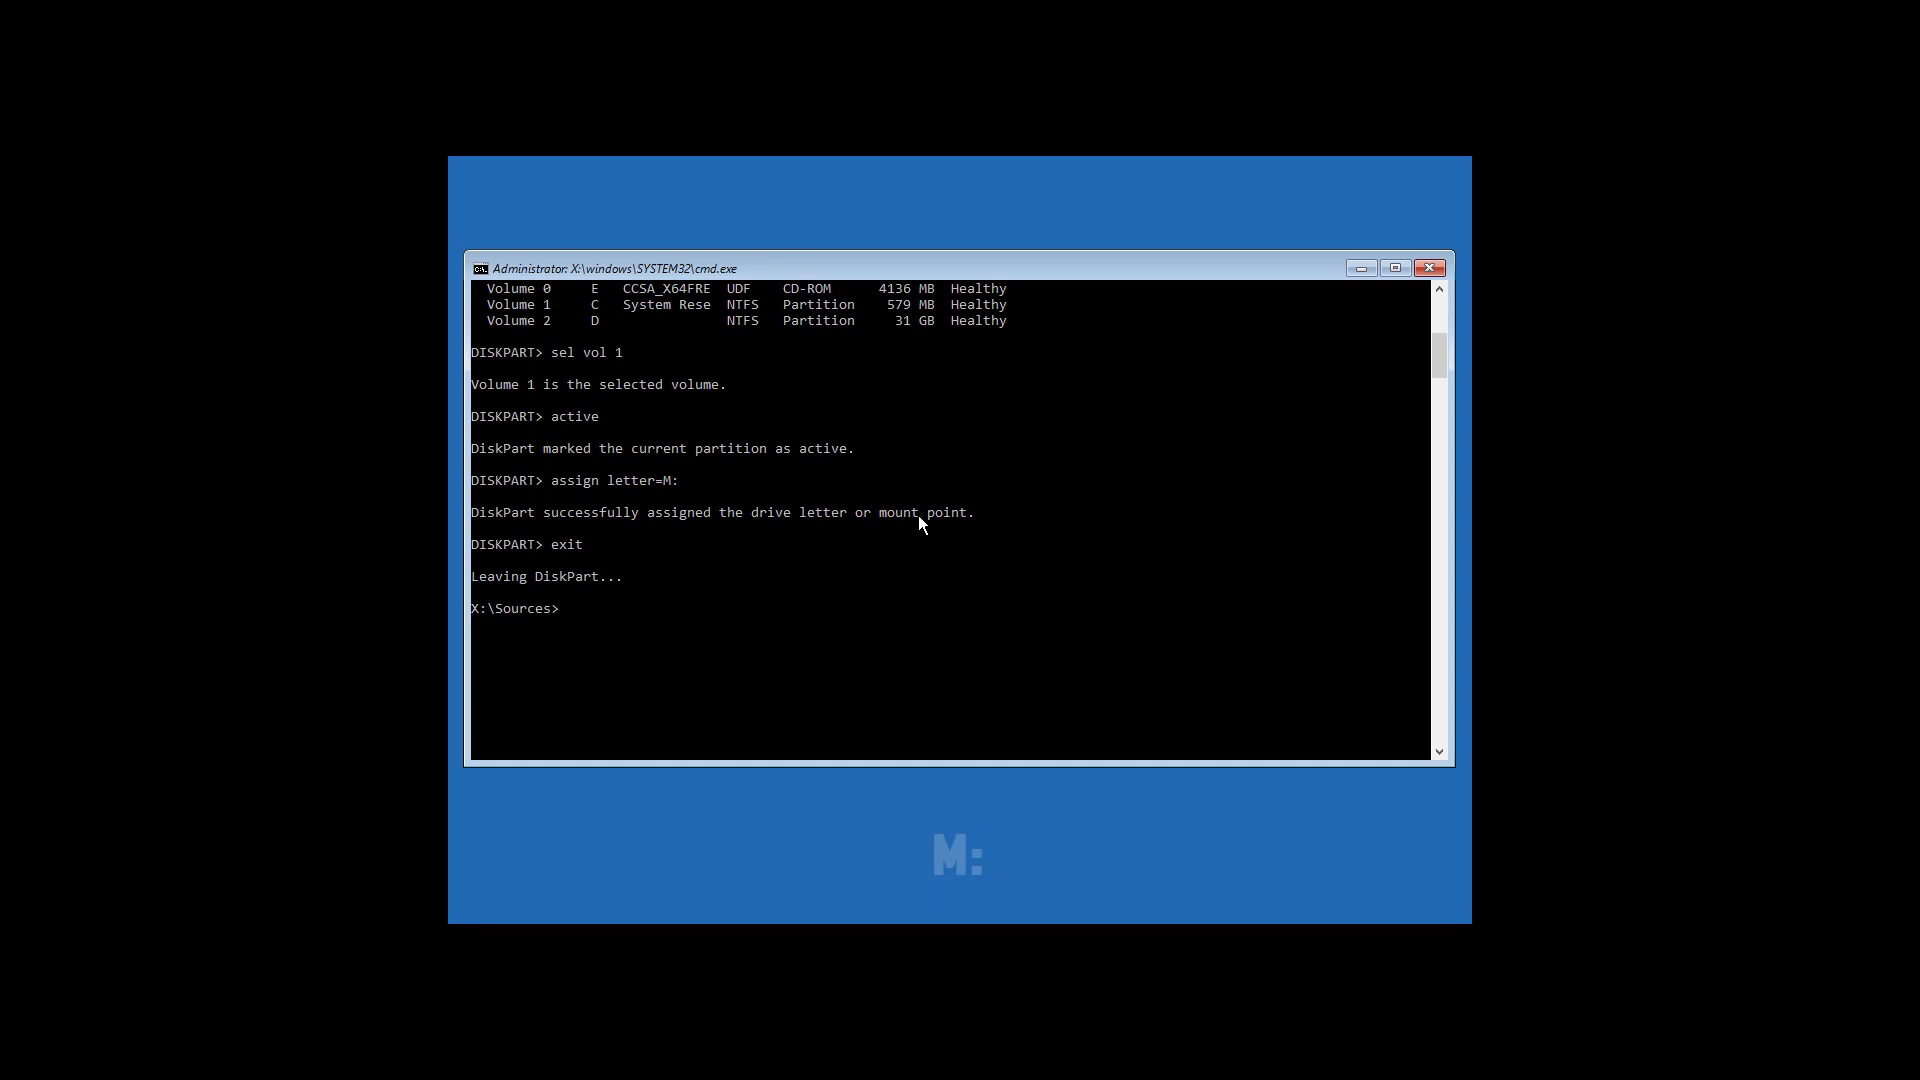 Administrator: X:\windows\SYSTEM32\cmd.exe
Volume 0     E   CCSA_X64FRE  UDF    CD-ROM      4136 MB  Healthy
Volume 1     C   System Rese  NTFS   Partition    579 MB  Healthy
Volume 2     D                NTFS   Partition     31 GB  Healthy
DISKPART> sel vol 1
Volume 1 is the selected volume.
DISKPART> active
DiskPart marked the current partition as active.
DISKPART> assign letter=M:
DiskPart successfully assigned the drive letter or mount point.
DISKPART> exit
Leaving DiskPart...
X:\Sources>
M: